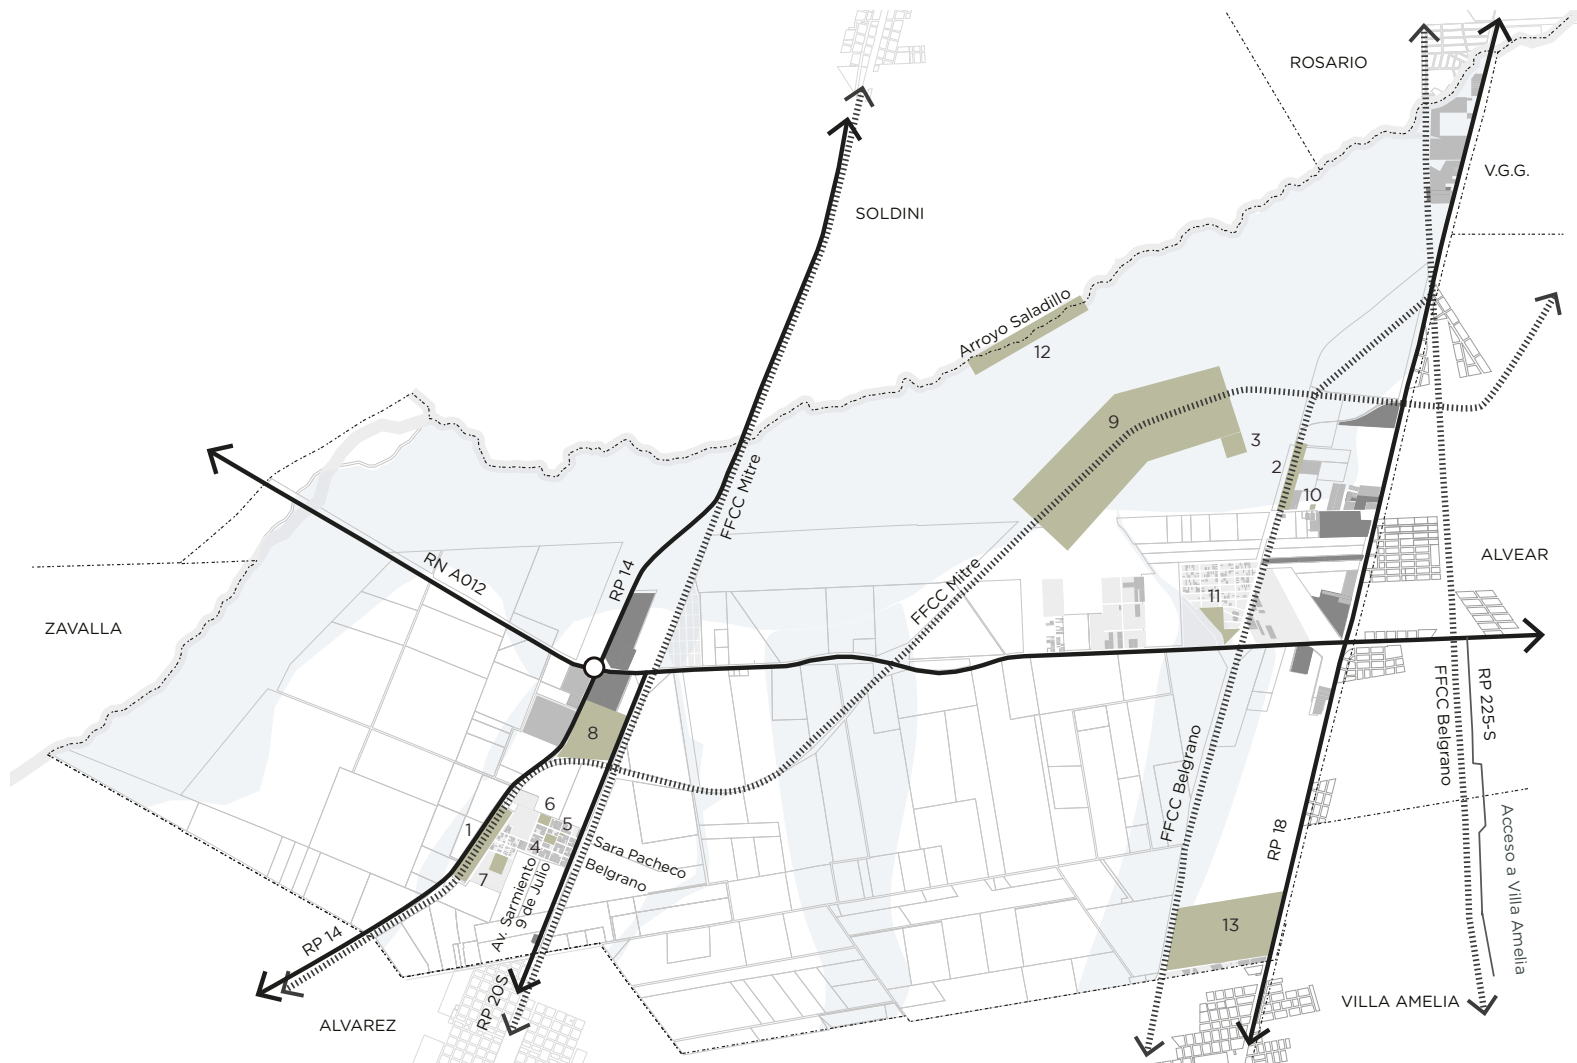 ROSARIO
V.G.G.
SOLDINI
Arroyo Saladillo
12
9
3
2
10
FFCC Mitre
RN A012
RP 14
ALVEAR
FFCC Mitre
11
ZAVALLA
8
FFCC Belgrano
FFCC Belgrano
RP 225-S
6
1
5
4
7
Sara Pacheco
Belgrano
Av. Sarmiento
9 de Julio
RP 18
Acceso a Villa Amelia
13
RP 14
RP 20S
ALVAREZ
VILLA AMELIA